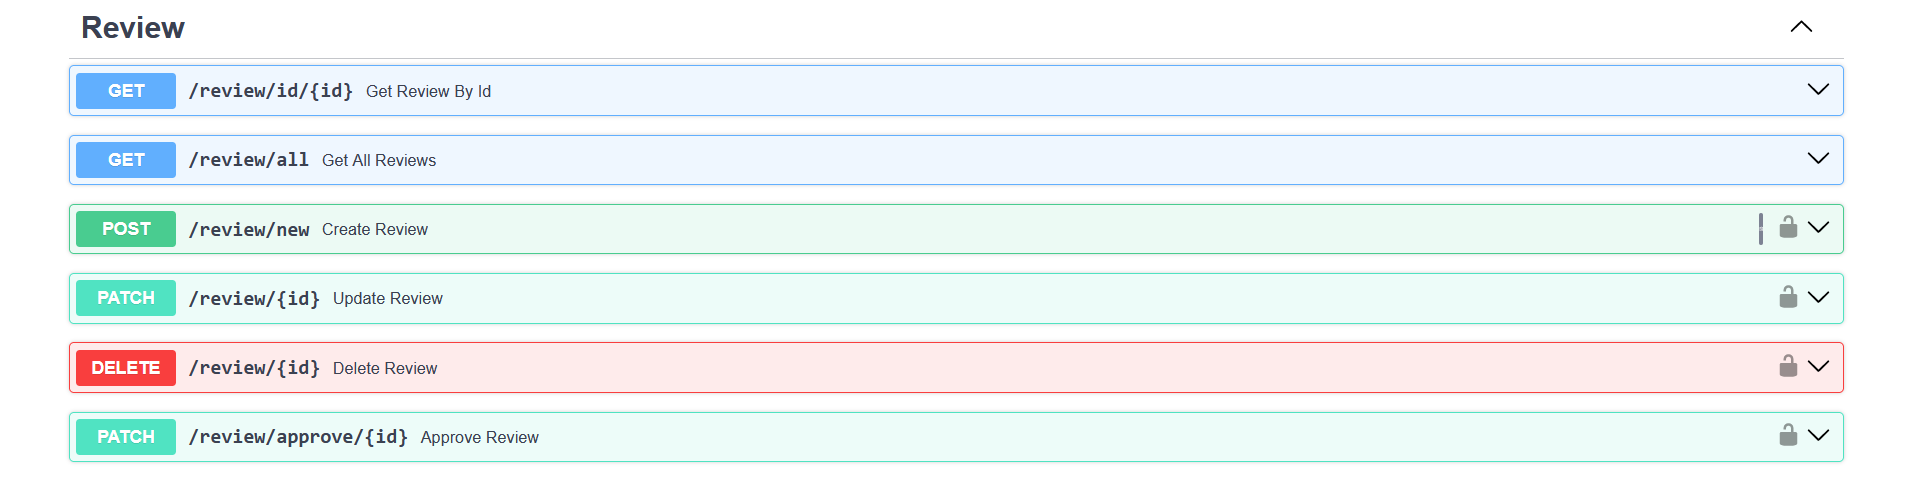 Review
GET /review/id/{id} Get Review By Id
GET /review/all Get All Reviews
POST /review/new Create Review
PATCH /review/{id} Update Review
DELETE /review/{id} Delete Review
PATCH /review/approve/{id} Approve Review